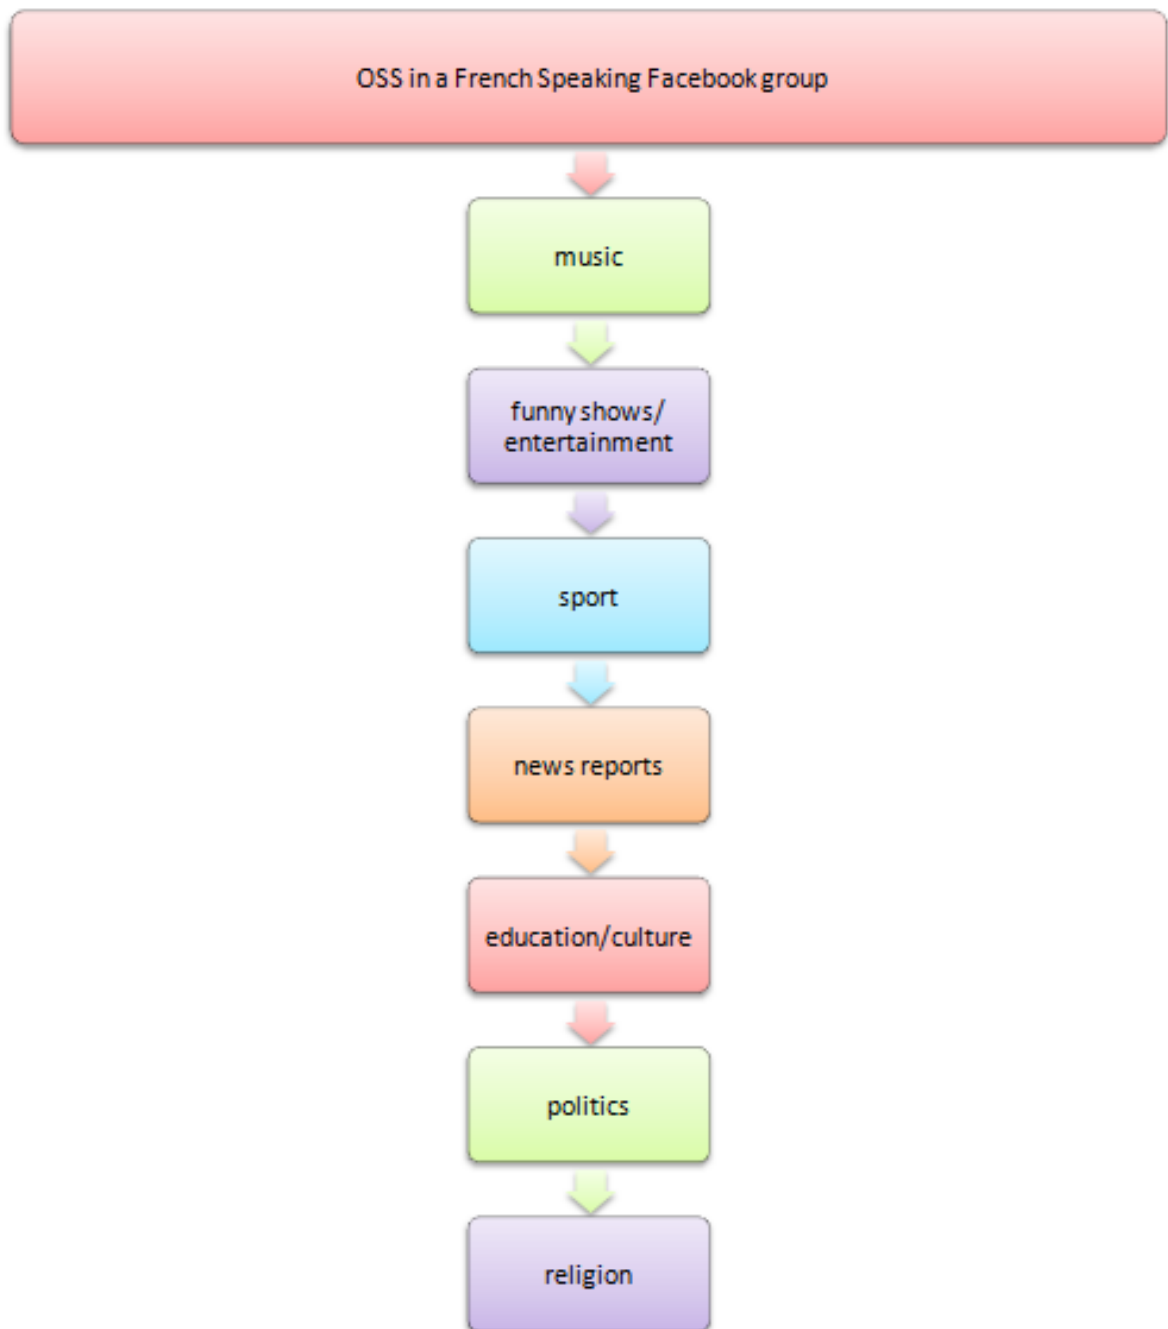 OSS in a French Speaking Facebook group
music
funny shows/
entertainment
sport
news reports
education/culture
politics
religion